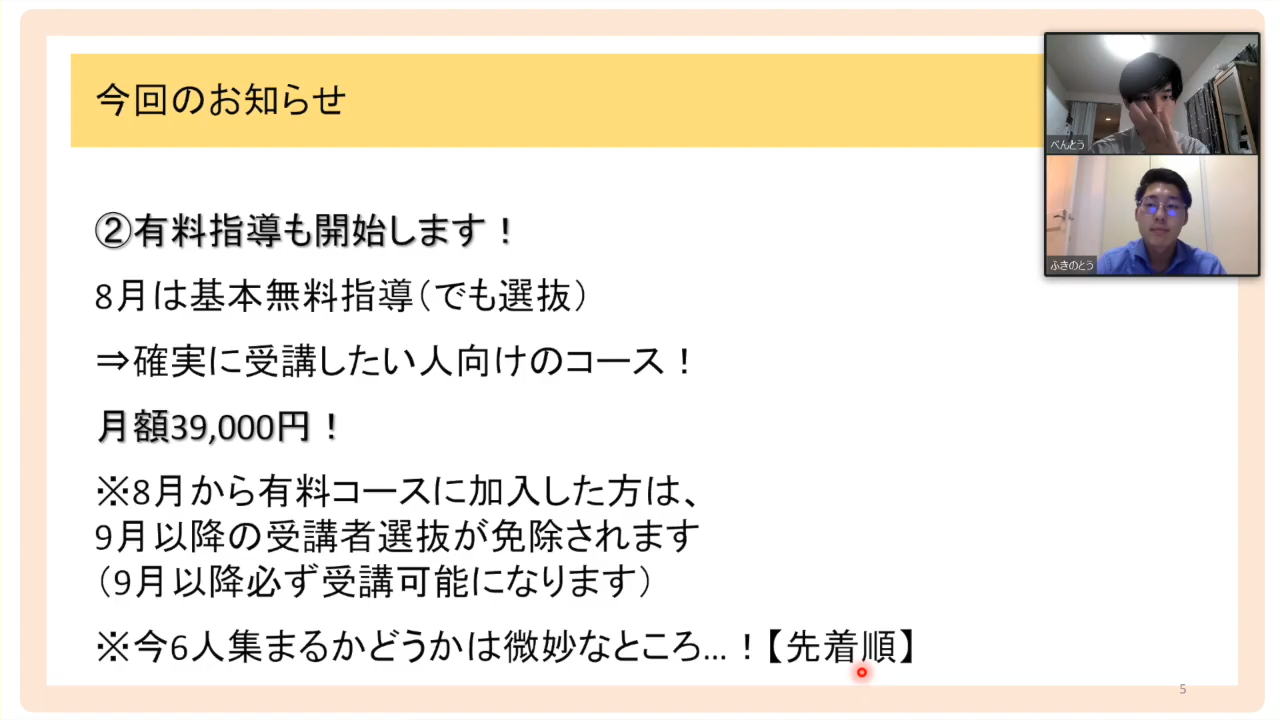 今回のお知らせ
②有料指導も開始します！
8月は基本無料指導（でも選抜）
⇒確実に受講したい人向けのコース！
月額39,000円！
※8月から有料コースに加入した方は、
9月以降の受講者選抜が免除されます
（9月以降必ず受講可能になります）
※今6人集まるかどうかは微妙なところ…！【先着順】
べんとう
ふきのとう
5